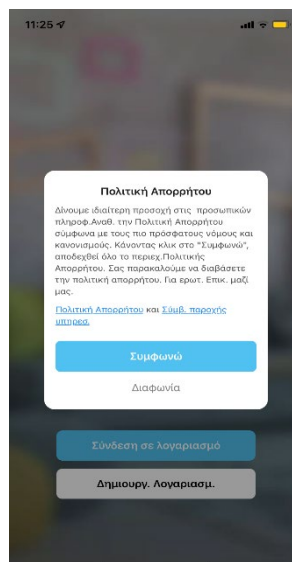 11:25
Πολιτική Απορρήτου
Δίνουμε ιδιαίτερη προσοχή στις προσωπικών
πληροφ.Αναθ. την Πολιτική Απορρήτου
σύμφωνα με τους πιο πρόσφατους νόμους και
κανονισμούς. Κάνοντας κλικ στο "Συμφωνώ",
αποδεχθεί όλο το περιεχ.Πολιτικής
Απορρήτου. Σας παρακαλούμε να διαβάσετε
την πολιτική απορρήτου. Για ερωτ. Επικ. μαζί
μας.
Πολιτική Απορρήτου και Σύμβ. παροχής
υπηρεσ.
Συμφωνώ
Διαφωνία
Σύνδεση σε λογαριασμό
Δημιουργ. Λογαριασμ.